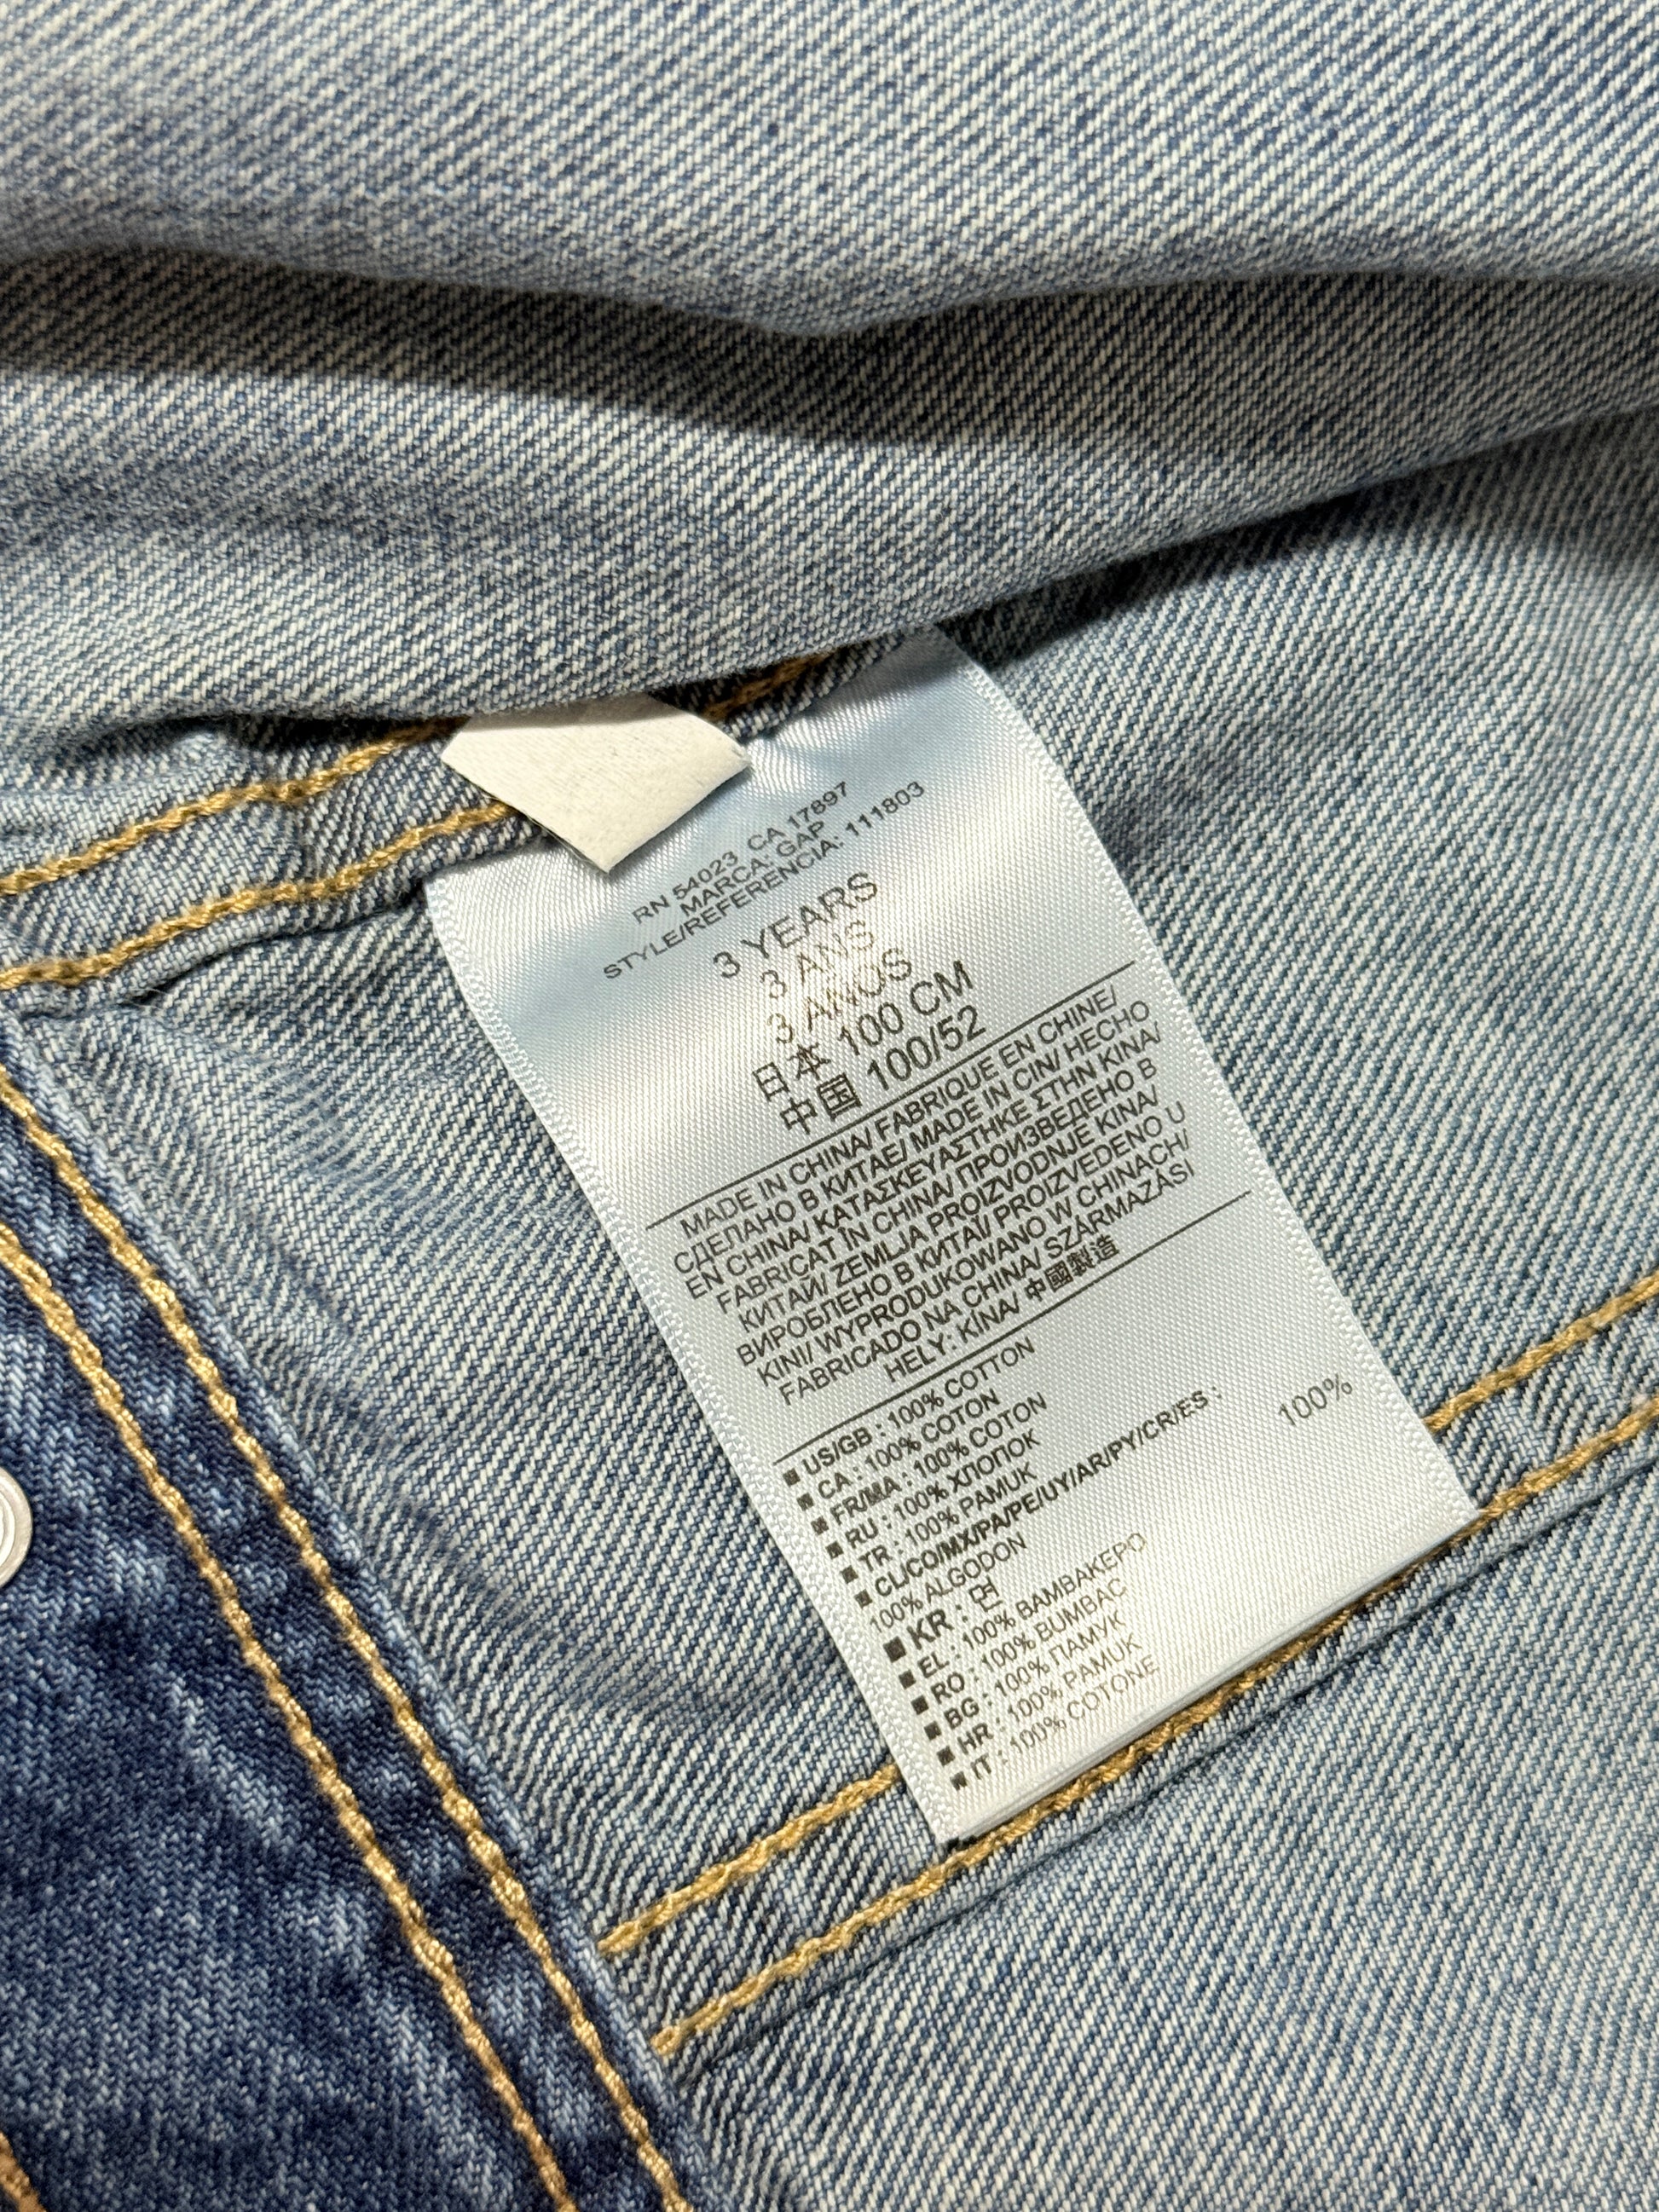 RN 54023 CA 17897
MARCA: GAP
STYLE/REFERENCIA: 111803
3 YEARS
3 ANS
3 AÑOS
日本 100 CM
中国 100/52
MADE IN CHINA/ FABRIQUE EN CHINE/
СДЕЛАНО В КИТАЕ/ MADE IN CIN/ HECHO
EN CHINA/ ΚΑΤΑΣΚΕΥΑΣΤΗΚΕ ΣΤΗΝ ΚΙΝΑ/
FABRICAT ÎN CHINA/ ПРОИЗВЕДЕНО В
КИТАЙ/ ZEMLJA PROIZVODNJE KINA/
ВИРОБЛЕНО В КИТАЇ/ PROIZVEDENO U
KINI/ WYPRODUKOWANO W CHINACH/
FABRICADO NA CHINA/ SZÁRMAZÁSI
HELY: KÍNA/ 中國製造
■ US/GB : 100% COTTON
■ CA : 100% COTON
■ FR/MA : 100% COTON
■ RU : 100% ХЛОПОК
■ TR : 100% PAMUK
■ CL/CO/MX/PA/PE/UY/AR/PY/CR/ES :
100% ALGODON
■ KR : 면 100%
■ EL : 100% ΒΑΜΒΑΚΕΡΟ
■ RO : 100% BUMBAC
■ BG : 100% ПАМУК
■ HR : 100% PAMUK
■ IT : 100% COTONE